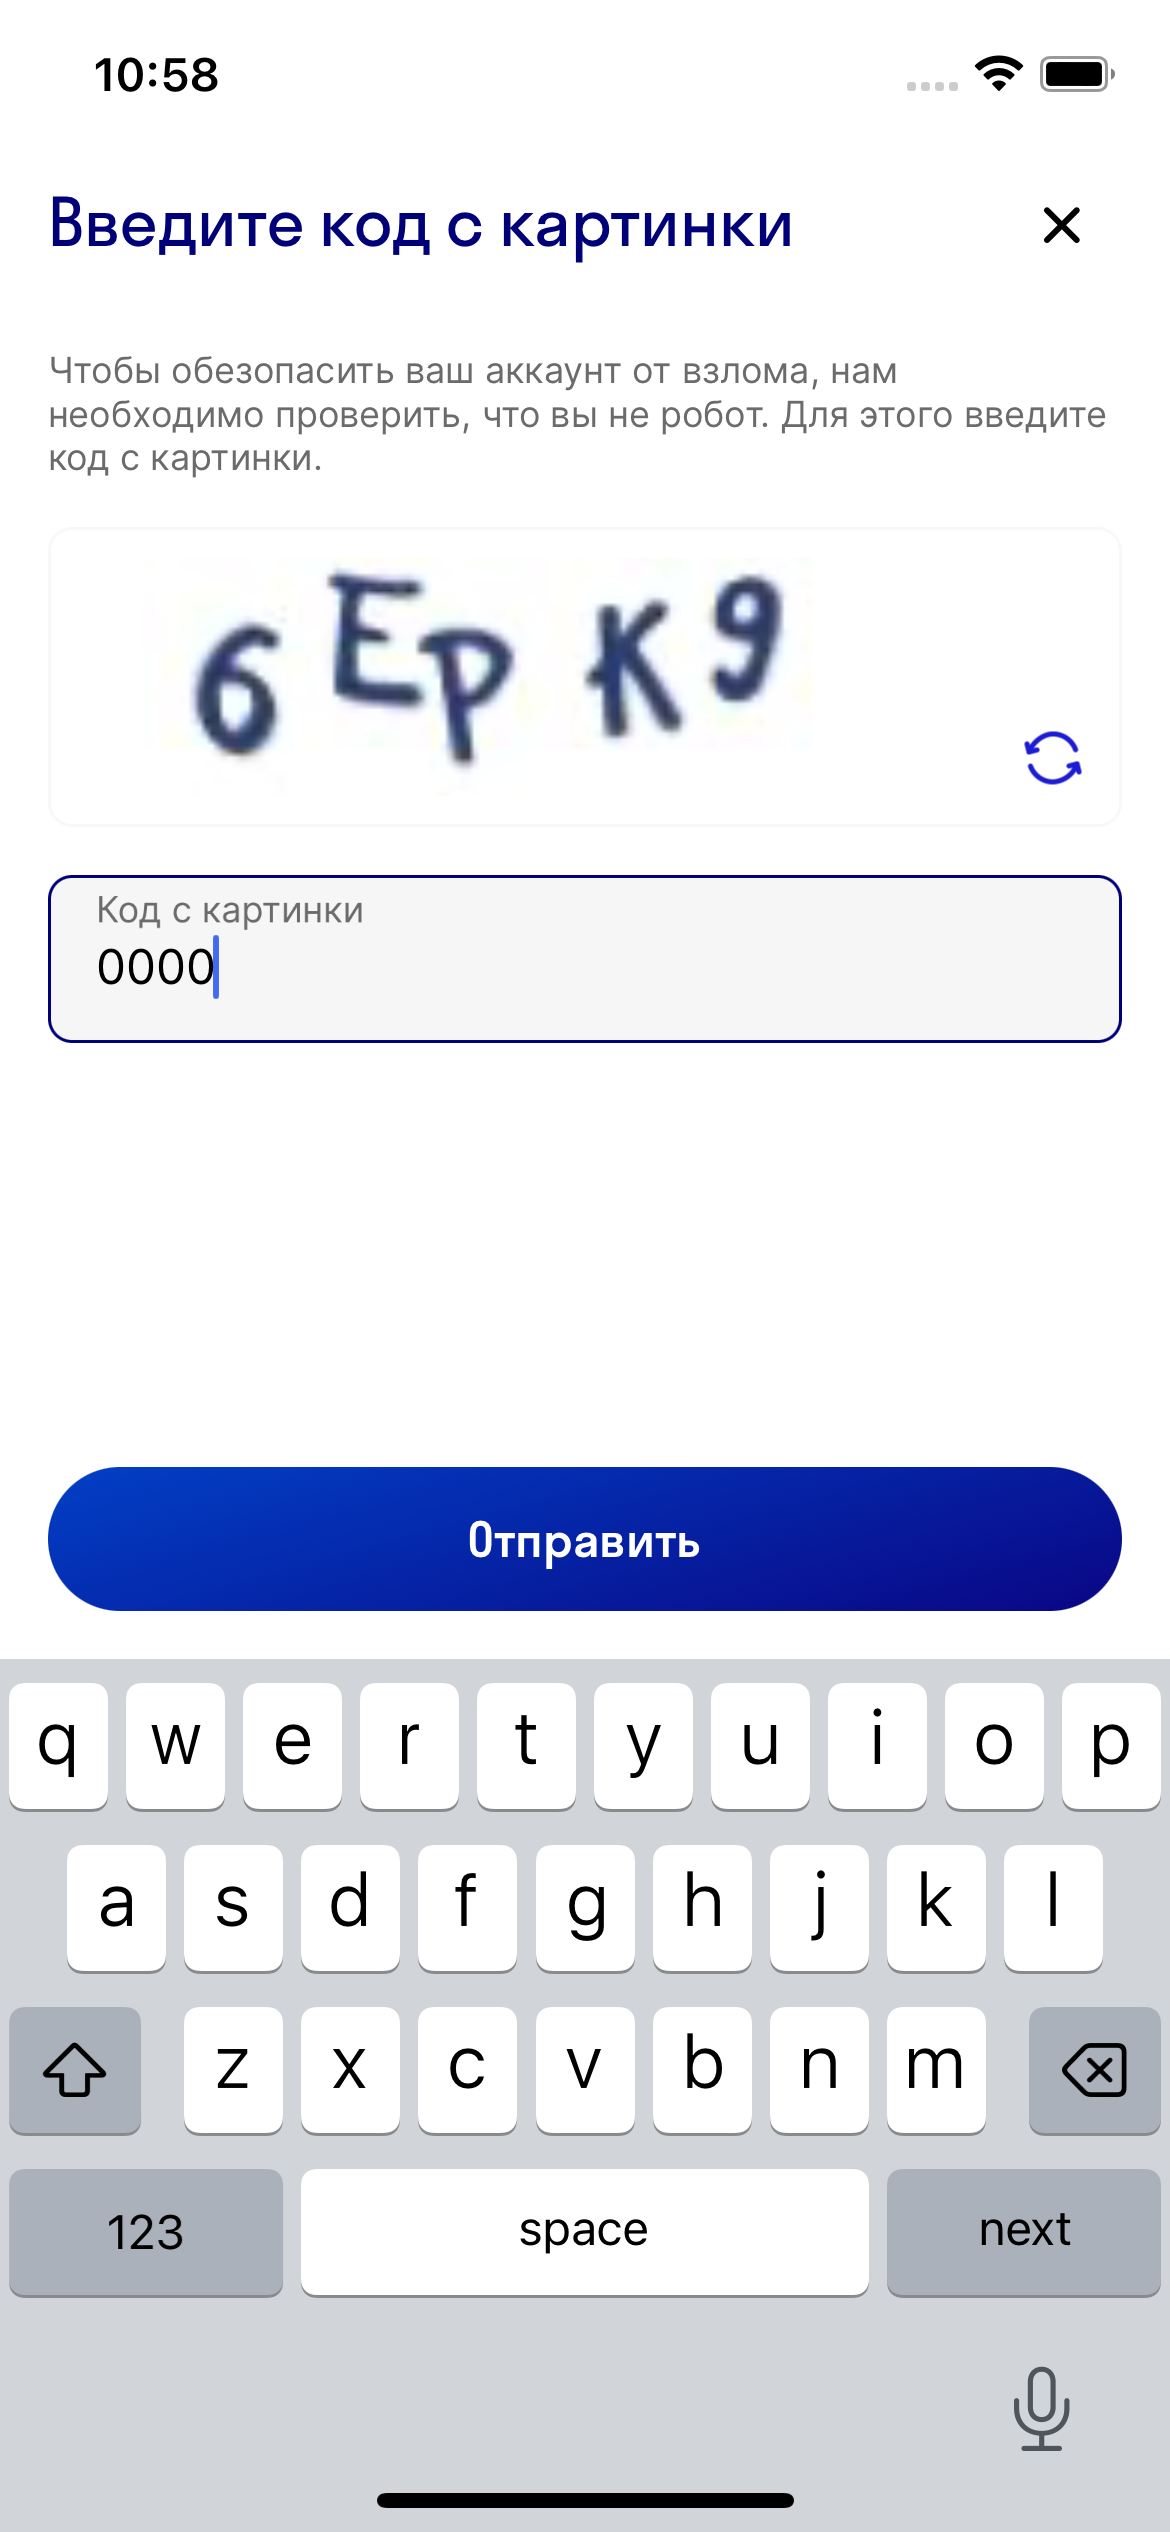 10:58
Введите код с картинки
Чтобы обезопасить ваш аккаунт от взлома, нам
необходимо проверить, что вы не робот. Для этого введите
код с картинки.
6EPK9
Код с картинки
0000
Отправить
q w e r t y u i o p
a s d f g h j k l
z x c v b n m
123 space next